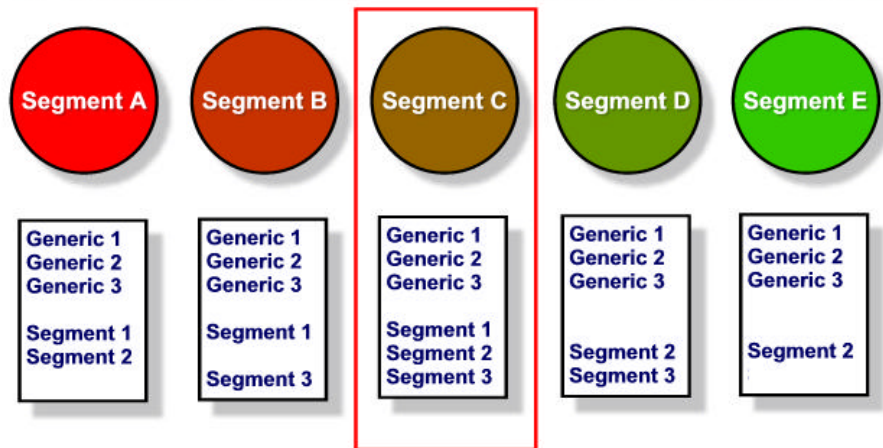 Segment A
Segment B
Segment C
Segment D
Segment E
Generic 1
Generic 2
Generic 3
Segment 1
Segment 2
Generic 1
Generic 2
Generic 3
Segment 1
Segment 3
Generic 1
Generic 2
Generic 3
Segment 1
Segment 2
Segment 3
Generic 1
Generic 2
Generic 3
Segment 2
Segment 3
Generic 1
Generic 2
Generic 3
Segment 2